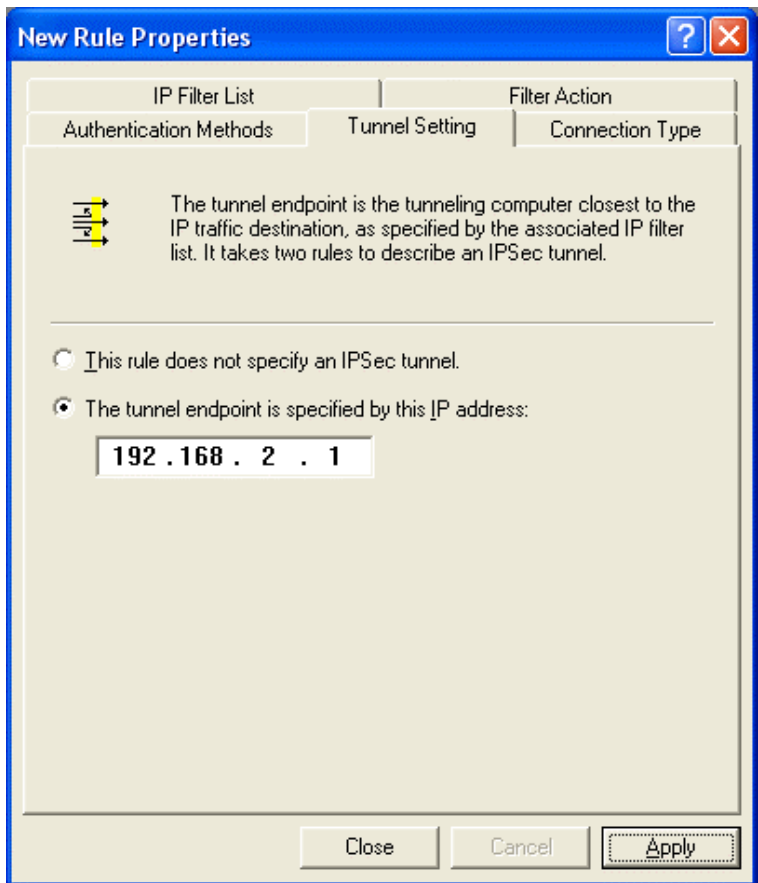 New Rule Properties
IP Filter List
Filter Action
Authentication Methods
Tunnel Setting
Connection Type
The tunnel endpoint is the tunneling computer closest to the
IP traffic destination, as specified by the associated IP filter
list. It takes two rules to describe an IPSec tunnel.
This rule does not specify an IPSec tunnel.
The tunnel endpoint is specified by this IP address:
192 . 168 . 2 . 1
Close
Cancel
Apply